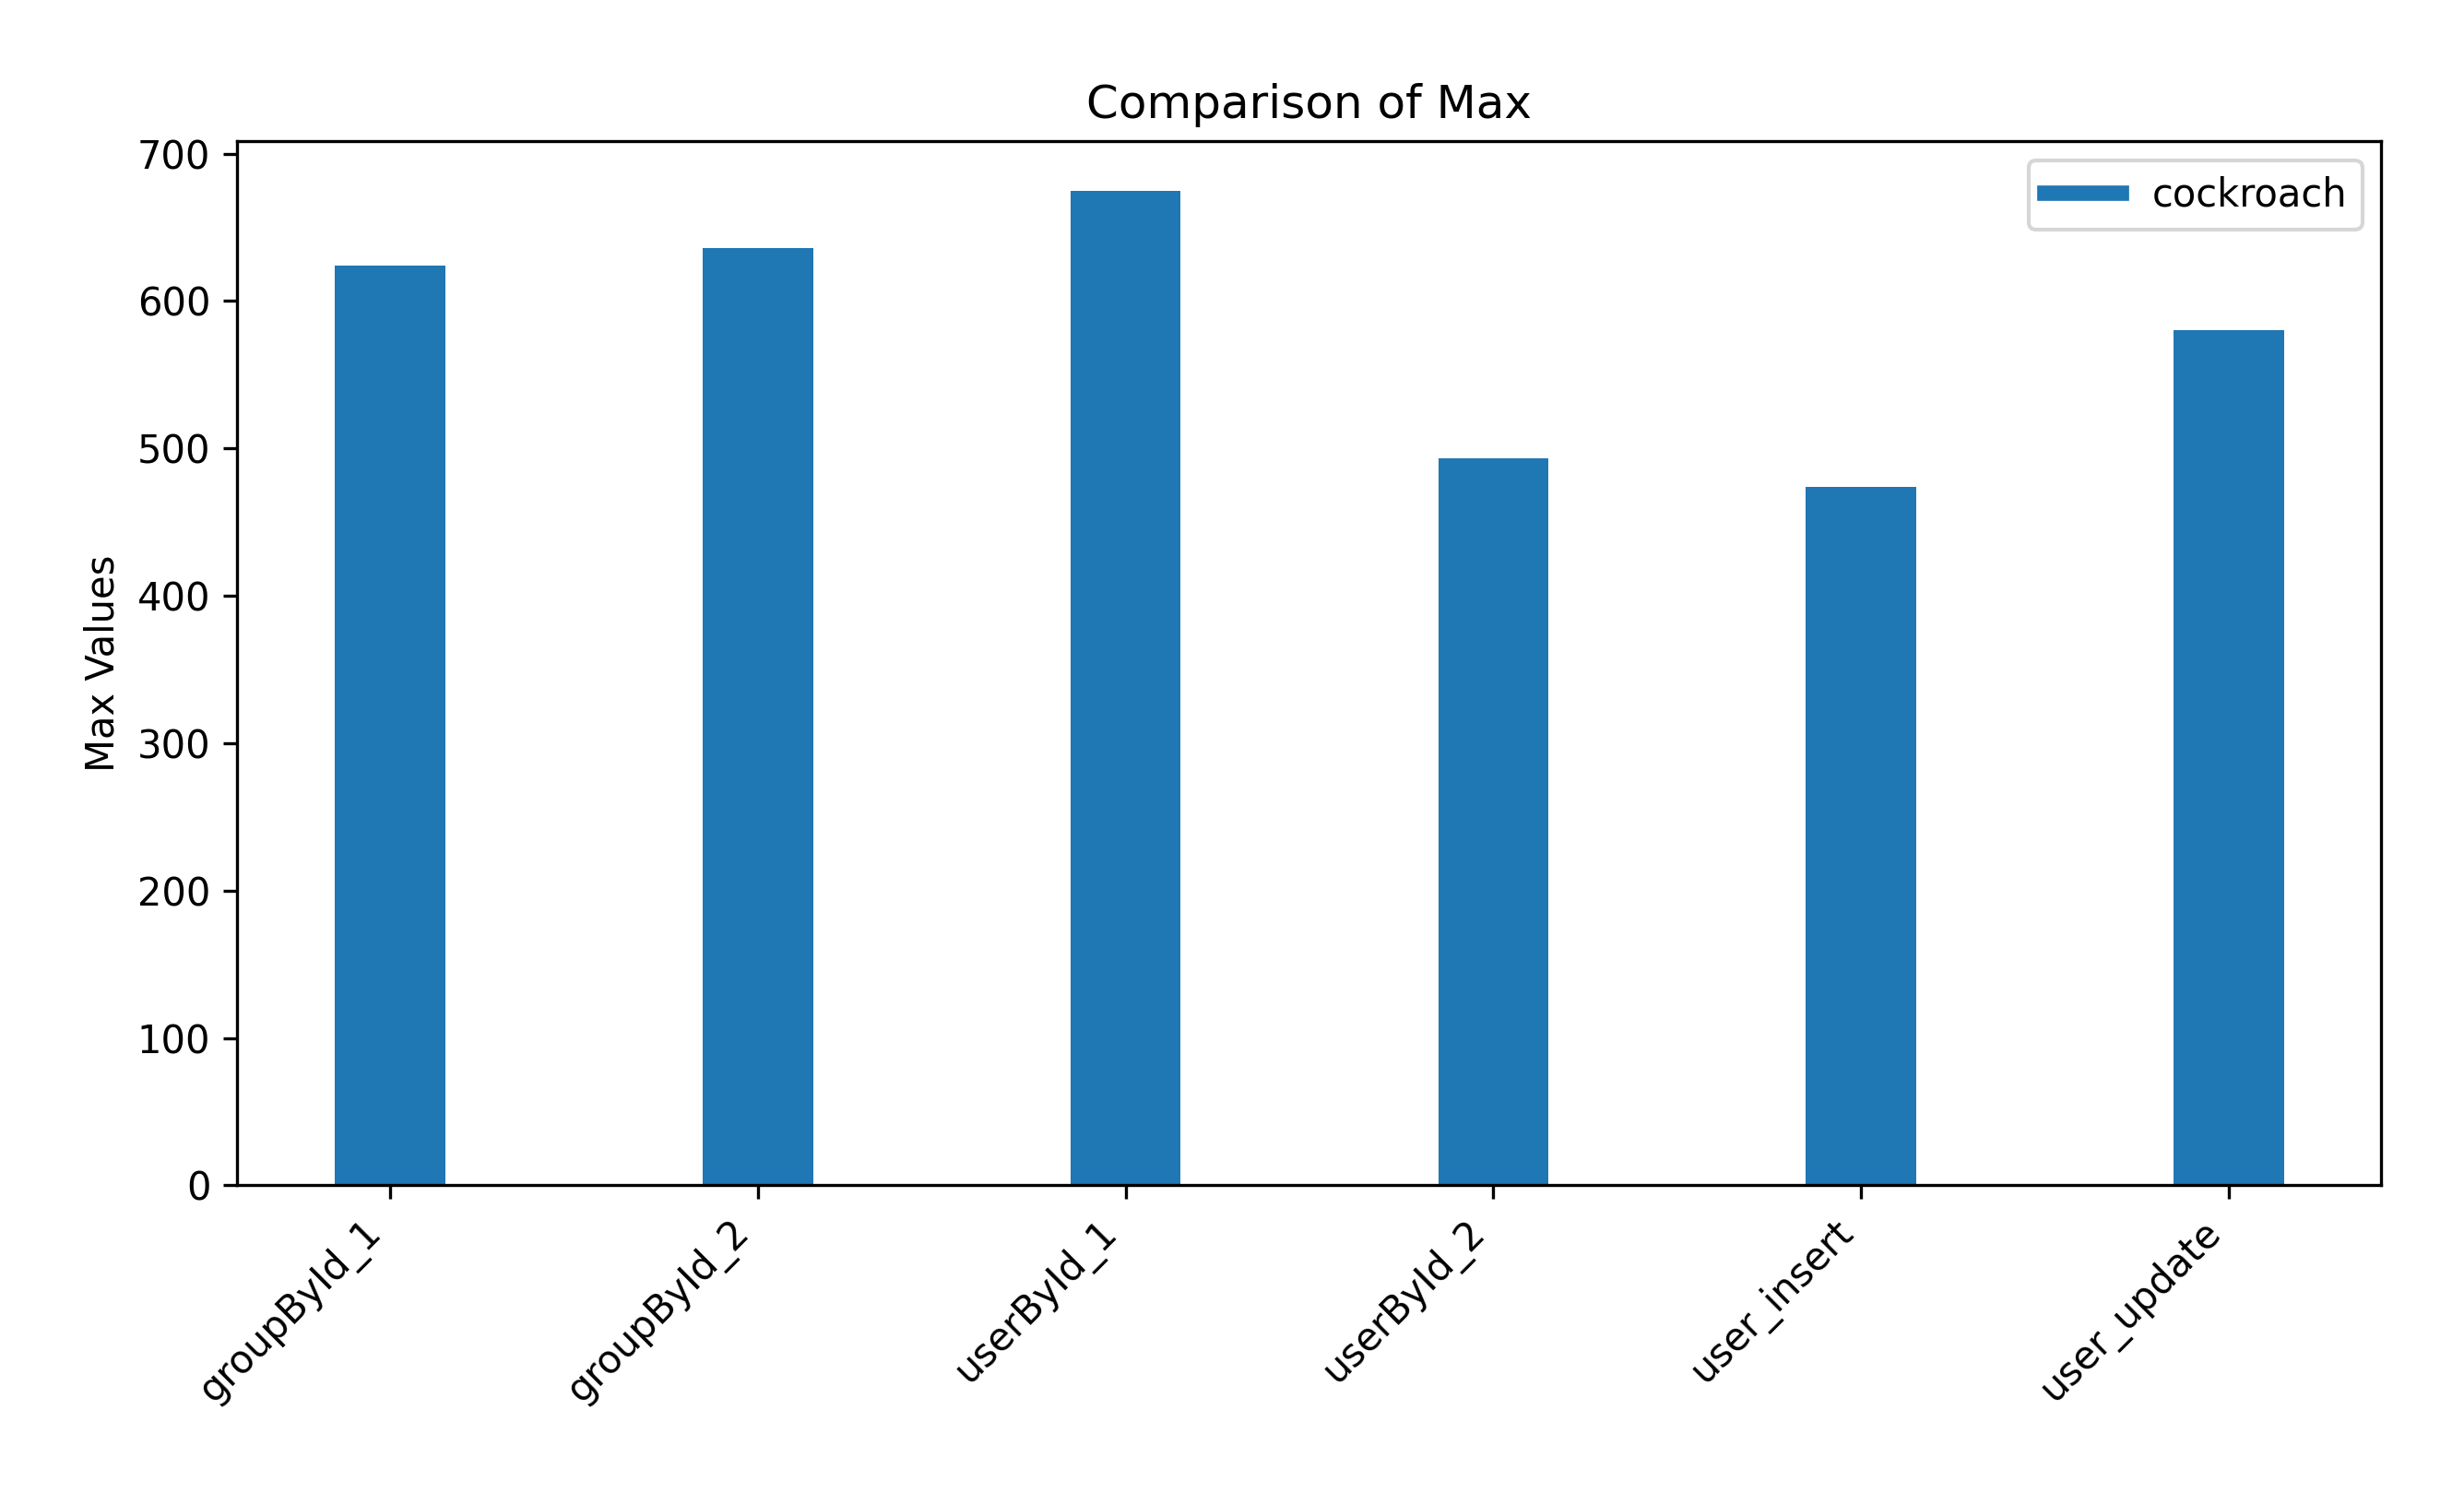 Comparison of Max
cockroach
Max Values
700
600
500
400
300
200
100
0
groupById_1
groupById_2
userById_1
userById_2
user_insert
user_update